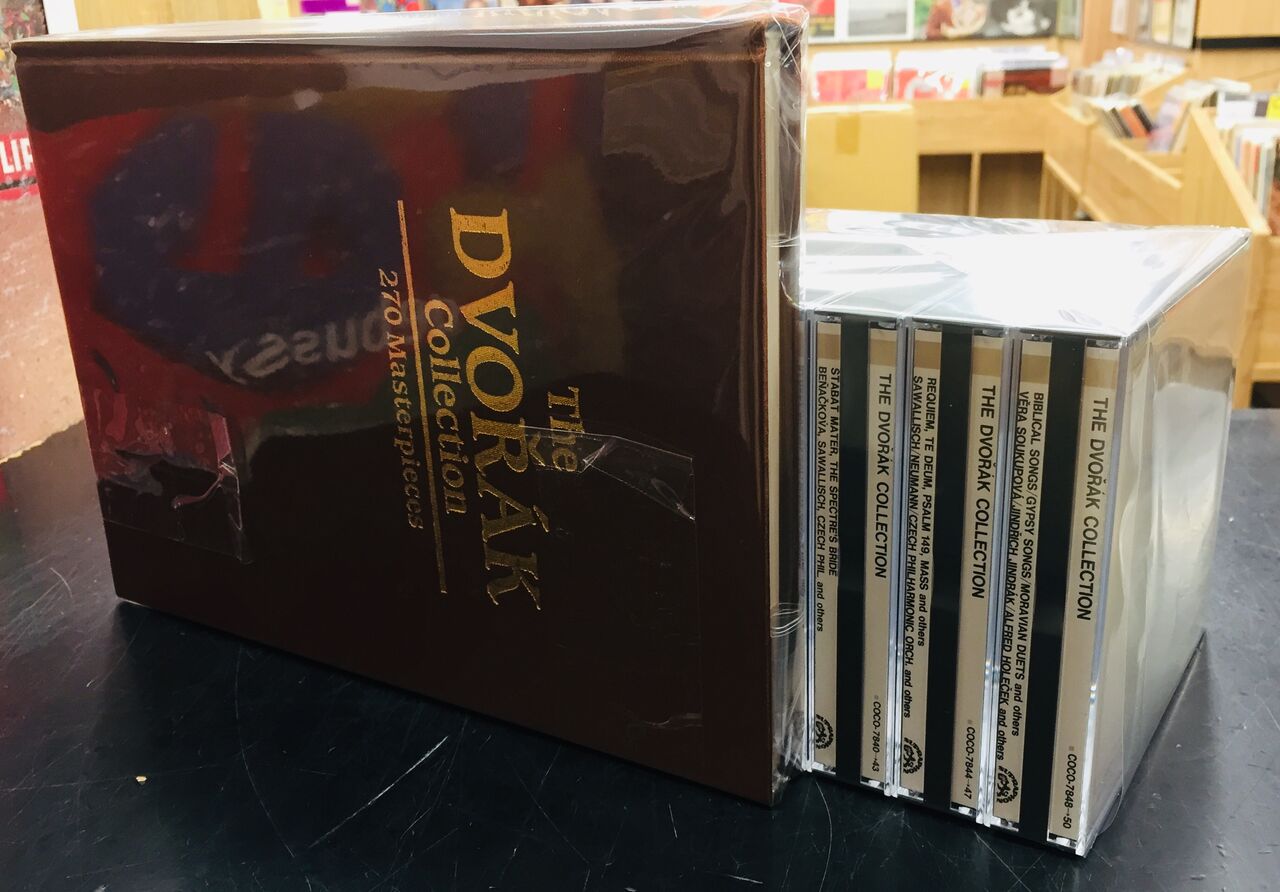 The
DVOŘÁK
Collection
270 Masterpieces
STABAT MATER, THE SPECTRE'S BRIDE
BEŇAČKOVÁ, SAWALLISCH, CZECH PHIL. and others
THE DVOŘÁK COLLECTION
COCO-7840→43
REQUIEM, TE DEUM, PSALM 149, MASS and others
SAWALLISCH/NEUMANN/CZECH PHILHARMONIC ORCH. and others
THE DVOŘÁK COLLECTION
COCO-7844→47
BIBLICAL SONGS/GYPSY SONGS/MORAVIAN DUETS and others
VĚRA SOUKUPOVÁ/JINDŘICH JINDRÁK/ALFRED HOLEČEK and others
THE DVOŘÁK COLLECTION
COCO-7848→50
LIF